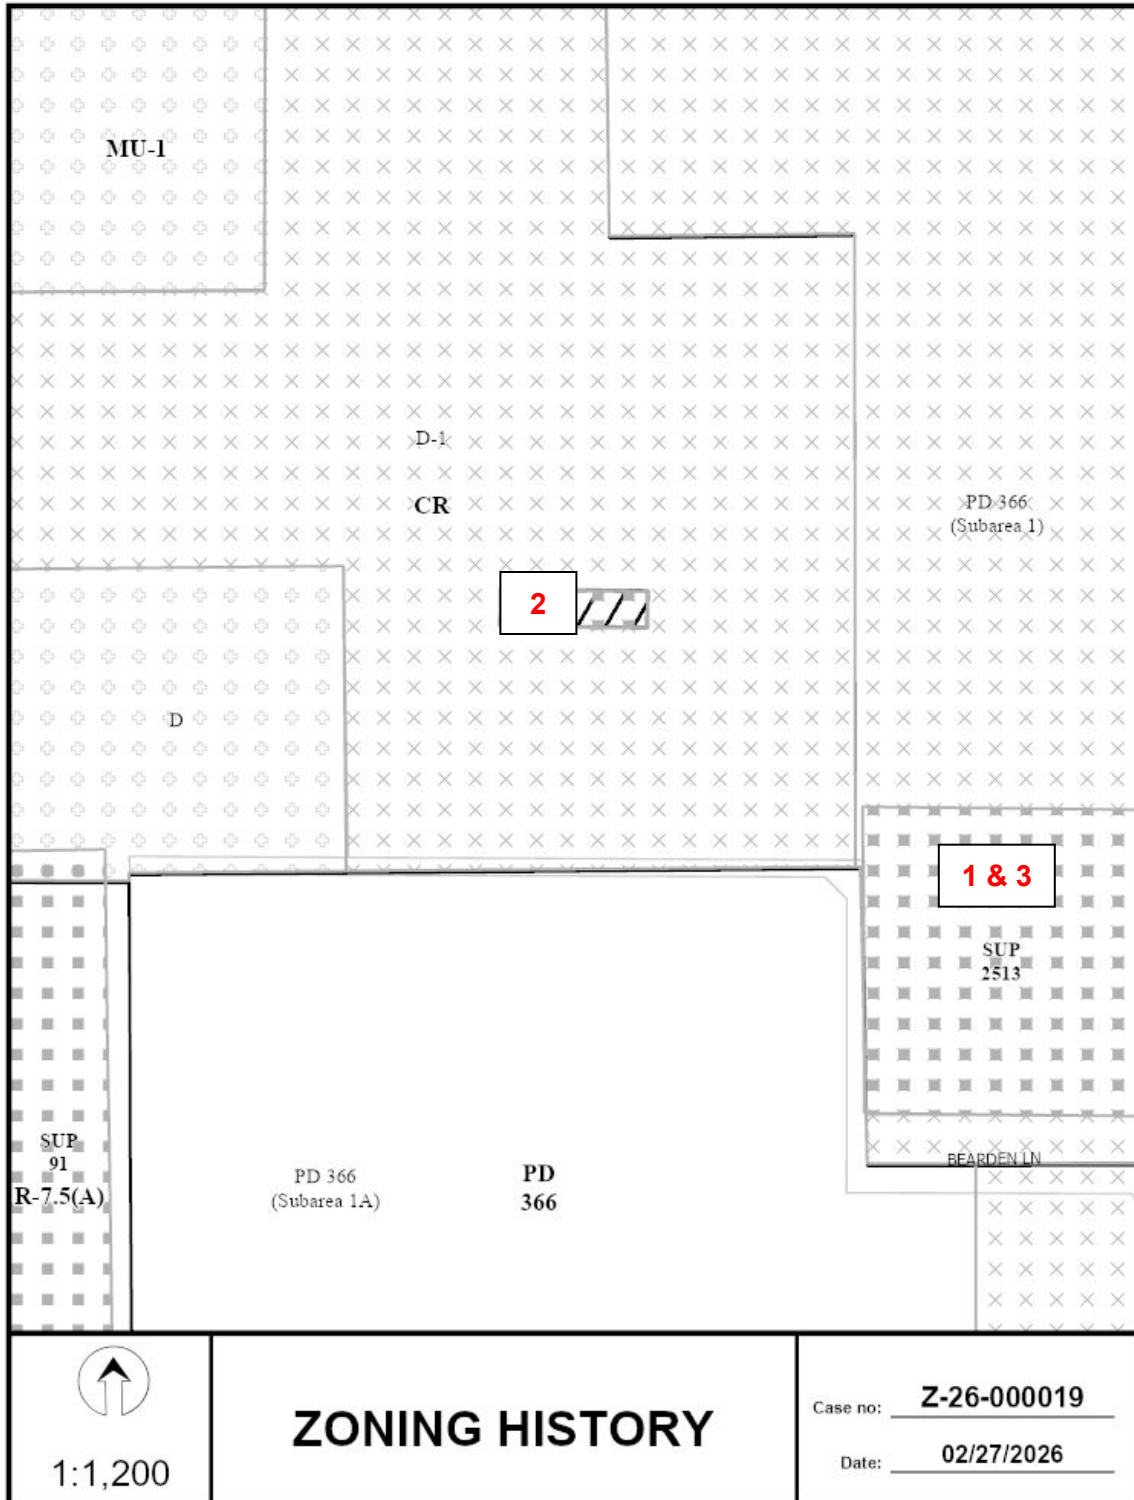 MU-1
D-1
CR
PD 366
(Subarea 1)
2
D
1 & 3
SUP
2513
SUP
91
R-7.5(A)
PD 366
(Subarea 1A)
PD
366
BEARDEN LN
1:1,200
ZONING HISTORY
Case no: Z-26-000019
Date: 02/27/2026